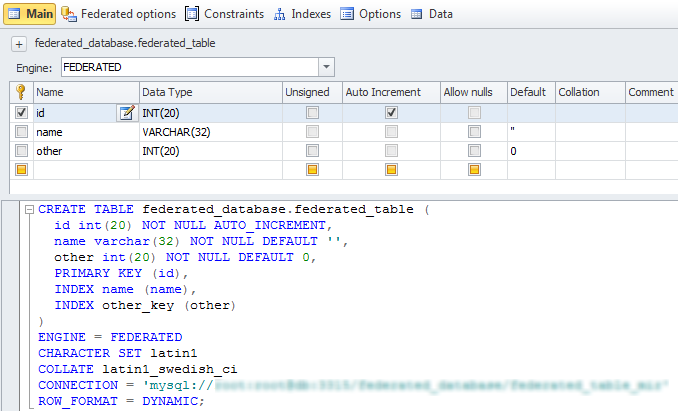 Main Federated options Constraints Indexes Options Data
+ federated_database.federated_table
Engine: FEDERATED
Name Data Type Unsigned Auto Increment Allow nulls Default Collation Comment
id INT(20)
name VARCHAR(32) ''
other INT(20) 0
CREATE TABLE federated_database.federated_table (
id int(20) NOT NULL AUTO_INCREMENT,
name varchar(32) NOT NULL DEFAULT '',
other int(20) NOT NULL DEFAULT 0,
PRIMARY KEY (id),
INDEX name (name),
INDEX other_key (other)
)
ENGINE = FEDERATED
CHARACTER SET latin1
COLLATE latin1_swedish_ci
CONNECTION = 'mysql://
ROW_FORMAT = DYNAMIC;